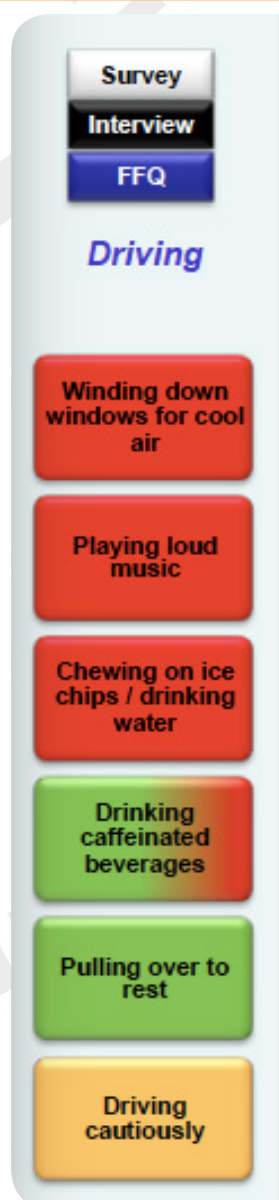 Survey
Interview
FFQ
Driving
Winding down
windows for cool
air
Playing loud
music
Chewing on ice
chips / drinking
water
Drinking
caffeinated
beverages
Pulling over to
rest
Driving
cautiously